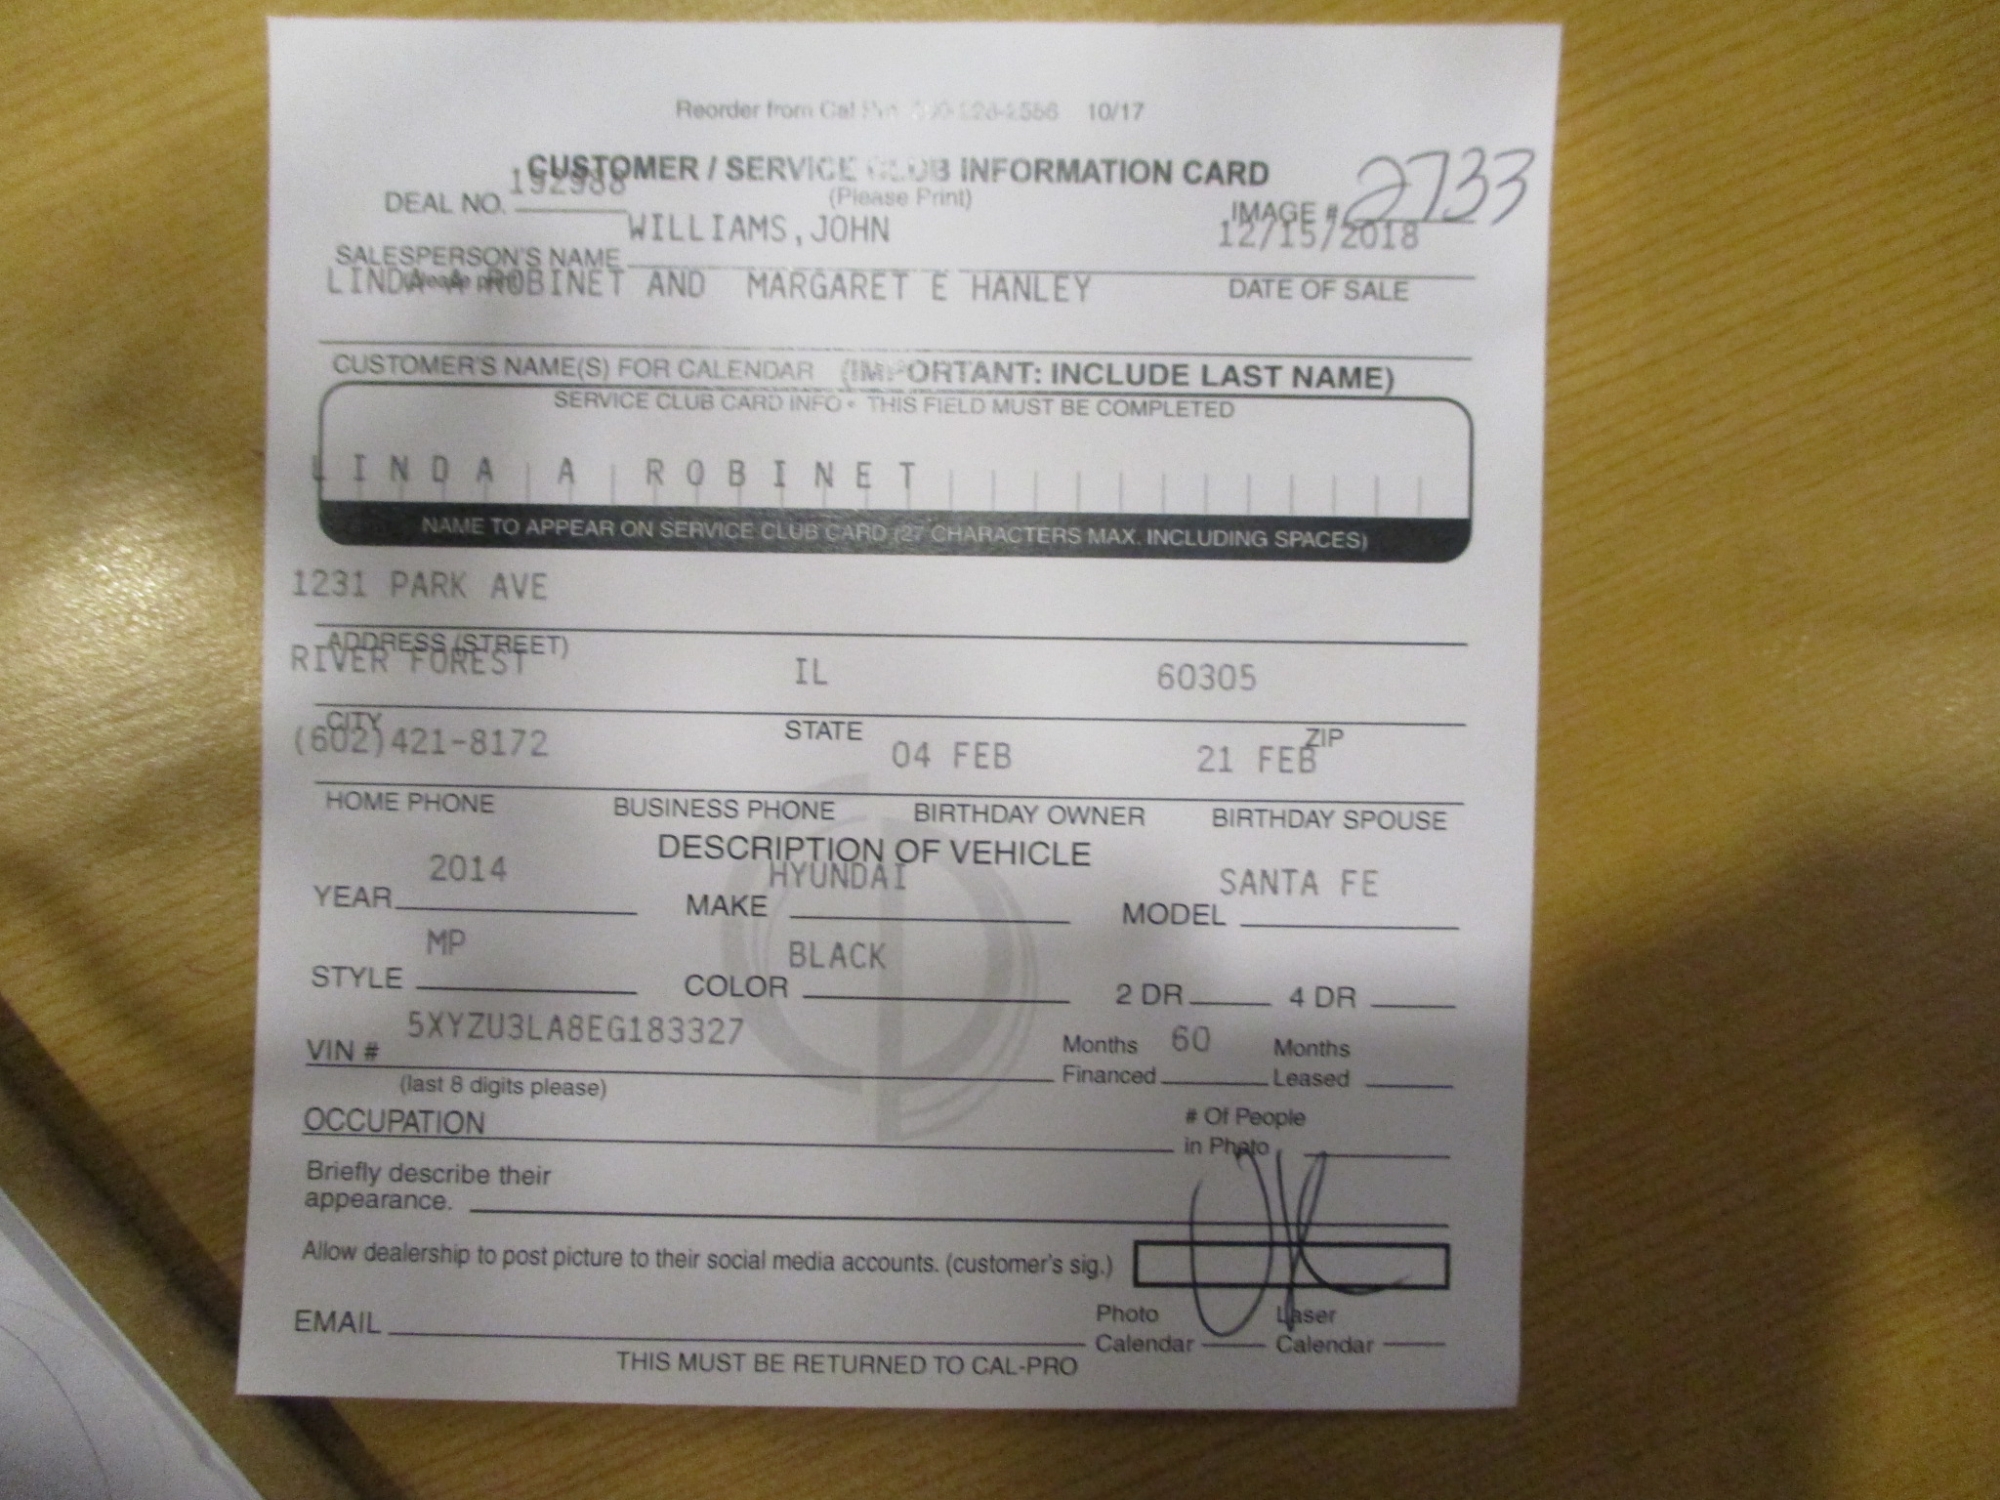 Reorder from Cal 10/17
CUSTOMER / SERVICE CLUB INFORMATION CARD
(Please Print)
DEAL NO. 192988
IMAGE # 2733
WILLIAMS, JOHN
12/15/2018
SALESPERSON'S NAME
(please print)
DATE OF SALE
LINDA A ROBINET AND MARGARET E HANLEY
CUSTOMER'S NAME(S) FOR CALENDAR (IMPORTANT: INCLUDE LAST NAME)
SERVICE CLUB CARD INFO • THIS FIELD MUST BE COMPLETED
LINDA A ROBINET
NAME TO APPEAR ON SERVICE CLUB CARD (27 CHARACTERS MAX. INCLUDING SPACES)
1231 PARK AVE
ADDRESS (STREET)
RIVER FOREST IL 60305
CITY STATE ZIP
(602)421-8172 04 FEB 21 FEB
HOME PHONE BUSINESS PHONE BIRTHDAY OWNER BIRTHDAY SPOUSE
DESCRIPTION OF VEHICLE
YEAR 2014 MAKE HYUNDAI MODEL SANTA FE
STYLE MP COLOR BLACK 2 DR 4 DR
VIN # 5XYZU3LA8EG183327
(last 8 digits please)
Months Financed 60 Months Leased
OCCUPATION
# Of People
in Photo
Briefly describe their
appearance.
Allow dealership to post picture to their social media accounts. (customer's sig.)
EMAIL
Photo Calendar Laser Calendar
THIS MUST BE RETURNED TO CAL-PRO